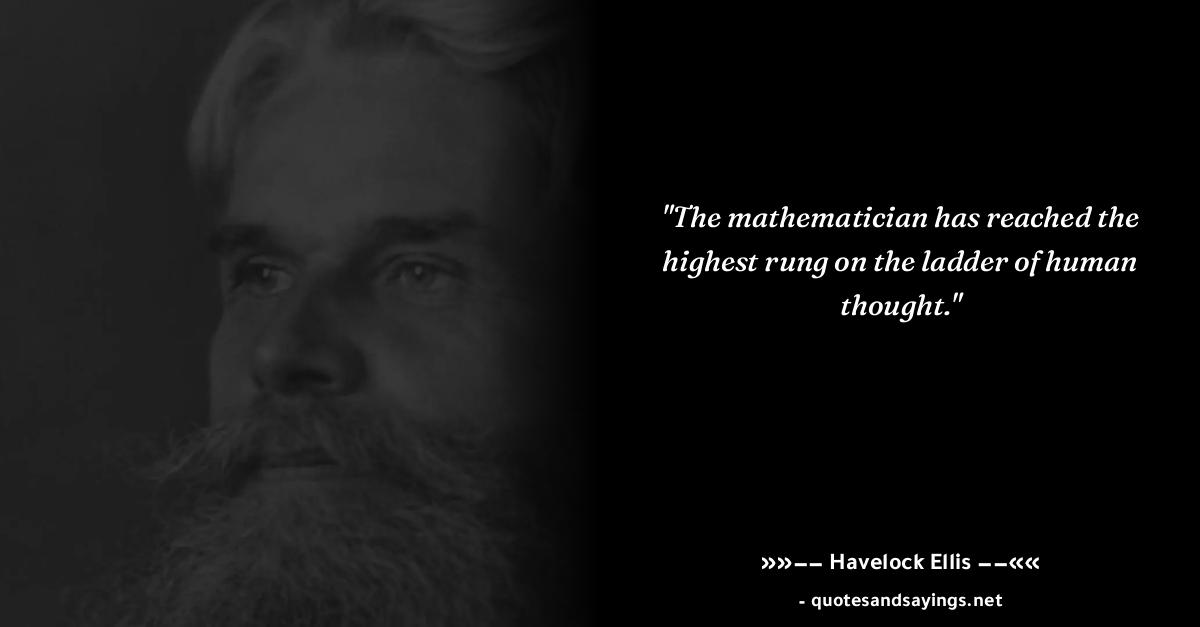 "The mathematician has reached the
highest rung on the ladder of human
thought."
»»―― Havelock Ellis ――««
- quotesandsayings.net